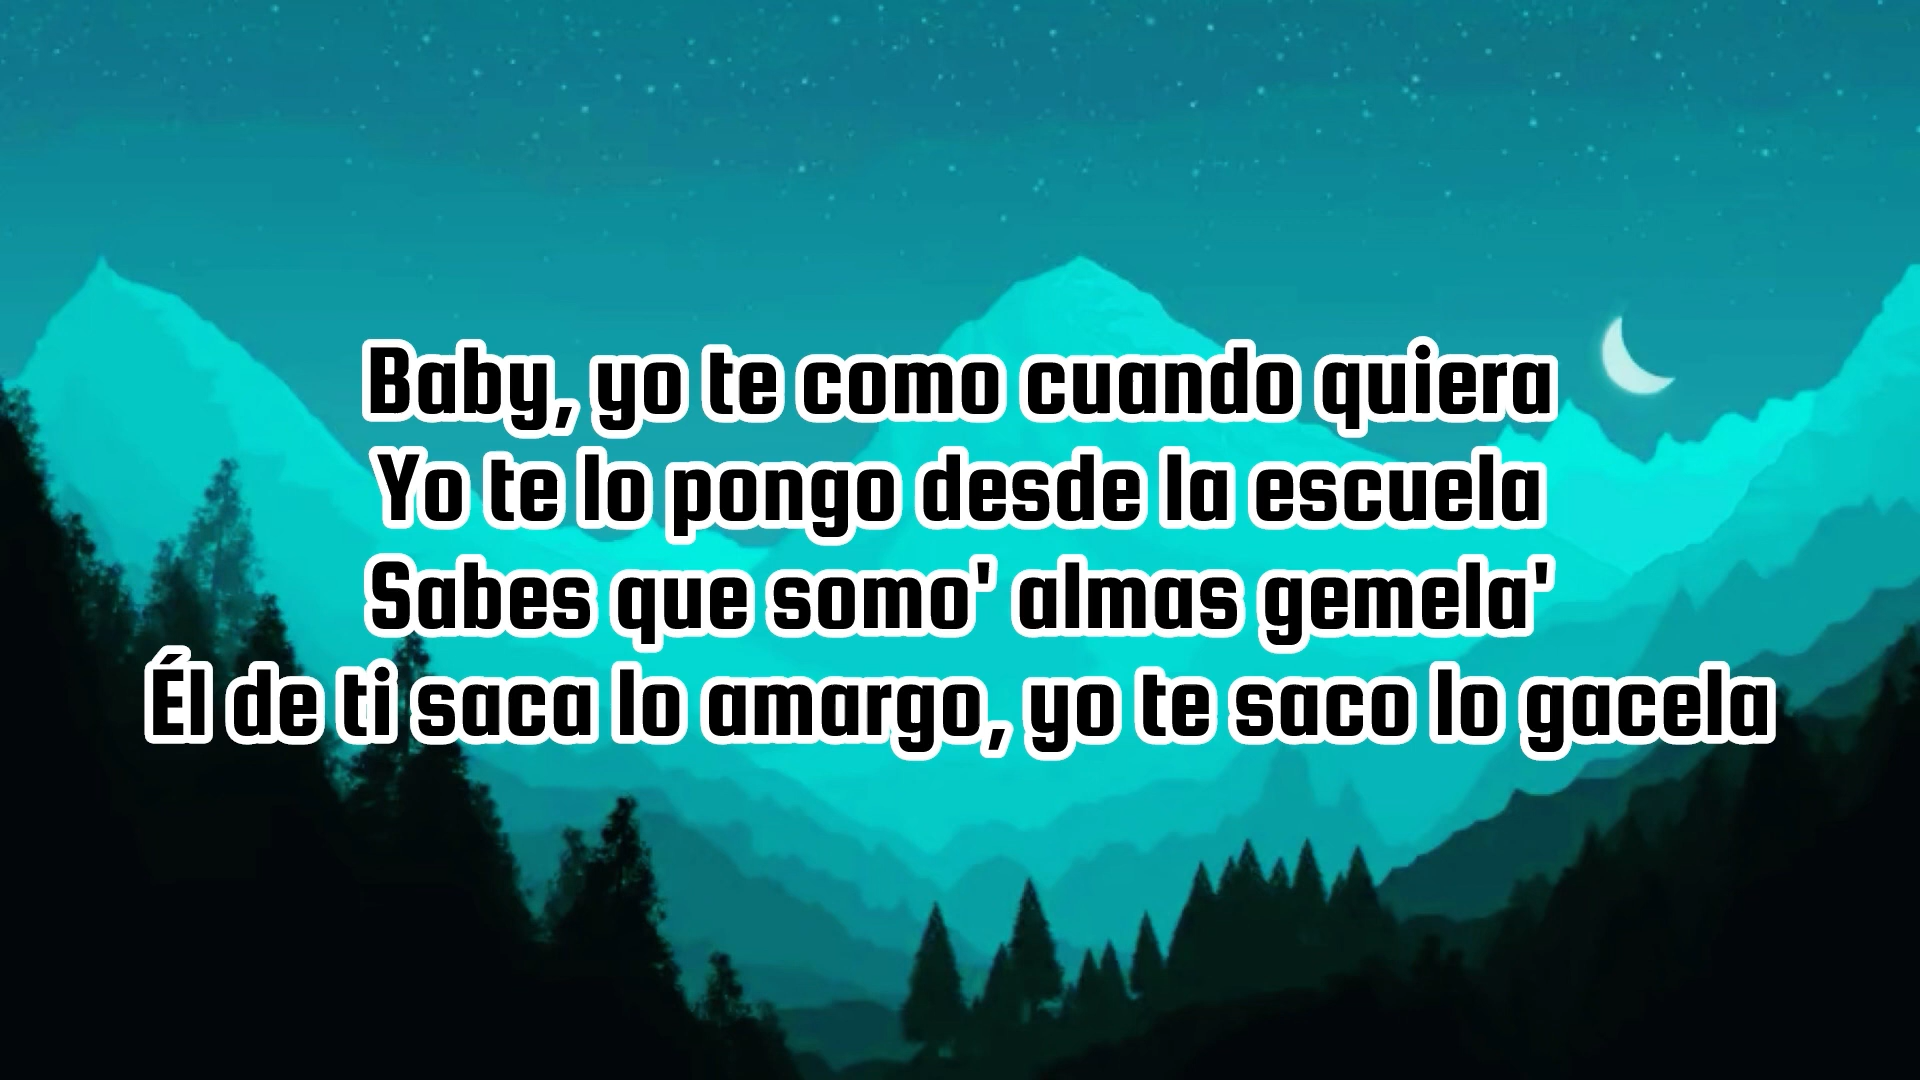 Baby, yo te como cuando quiera
Yo te lo pongo desde la escuela
Sabes que somo' almas gemela'
Él de ti saca lo amargo, yo te saco lo gacela